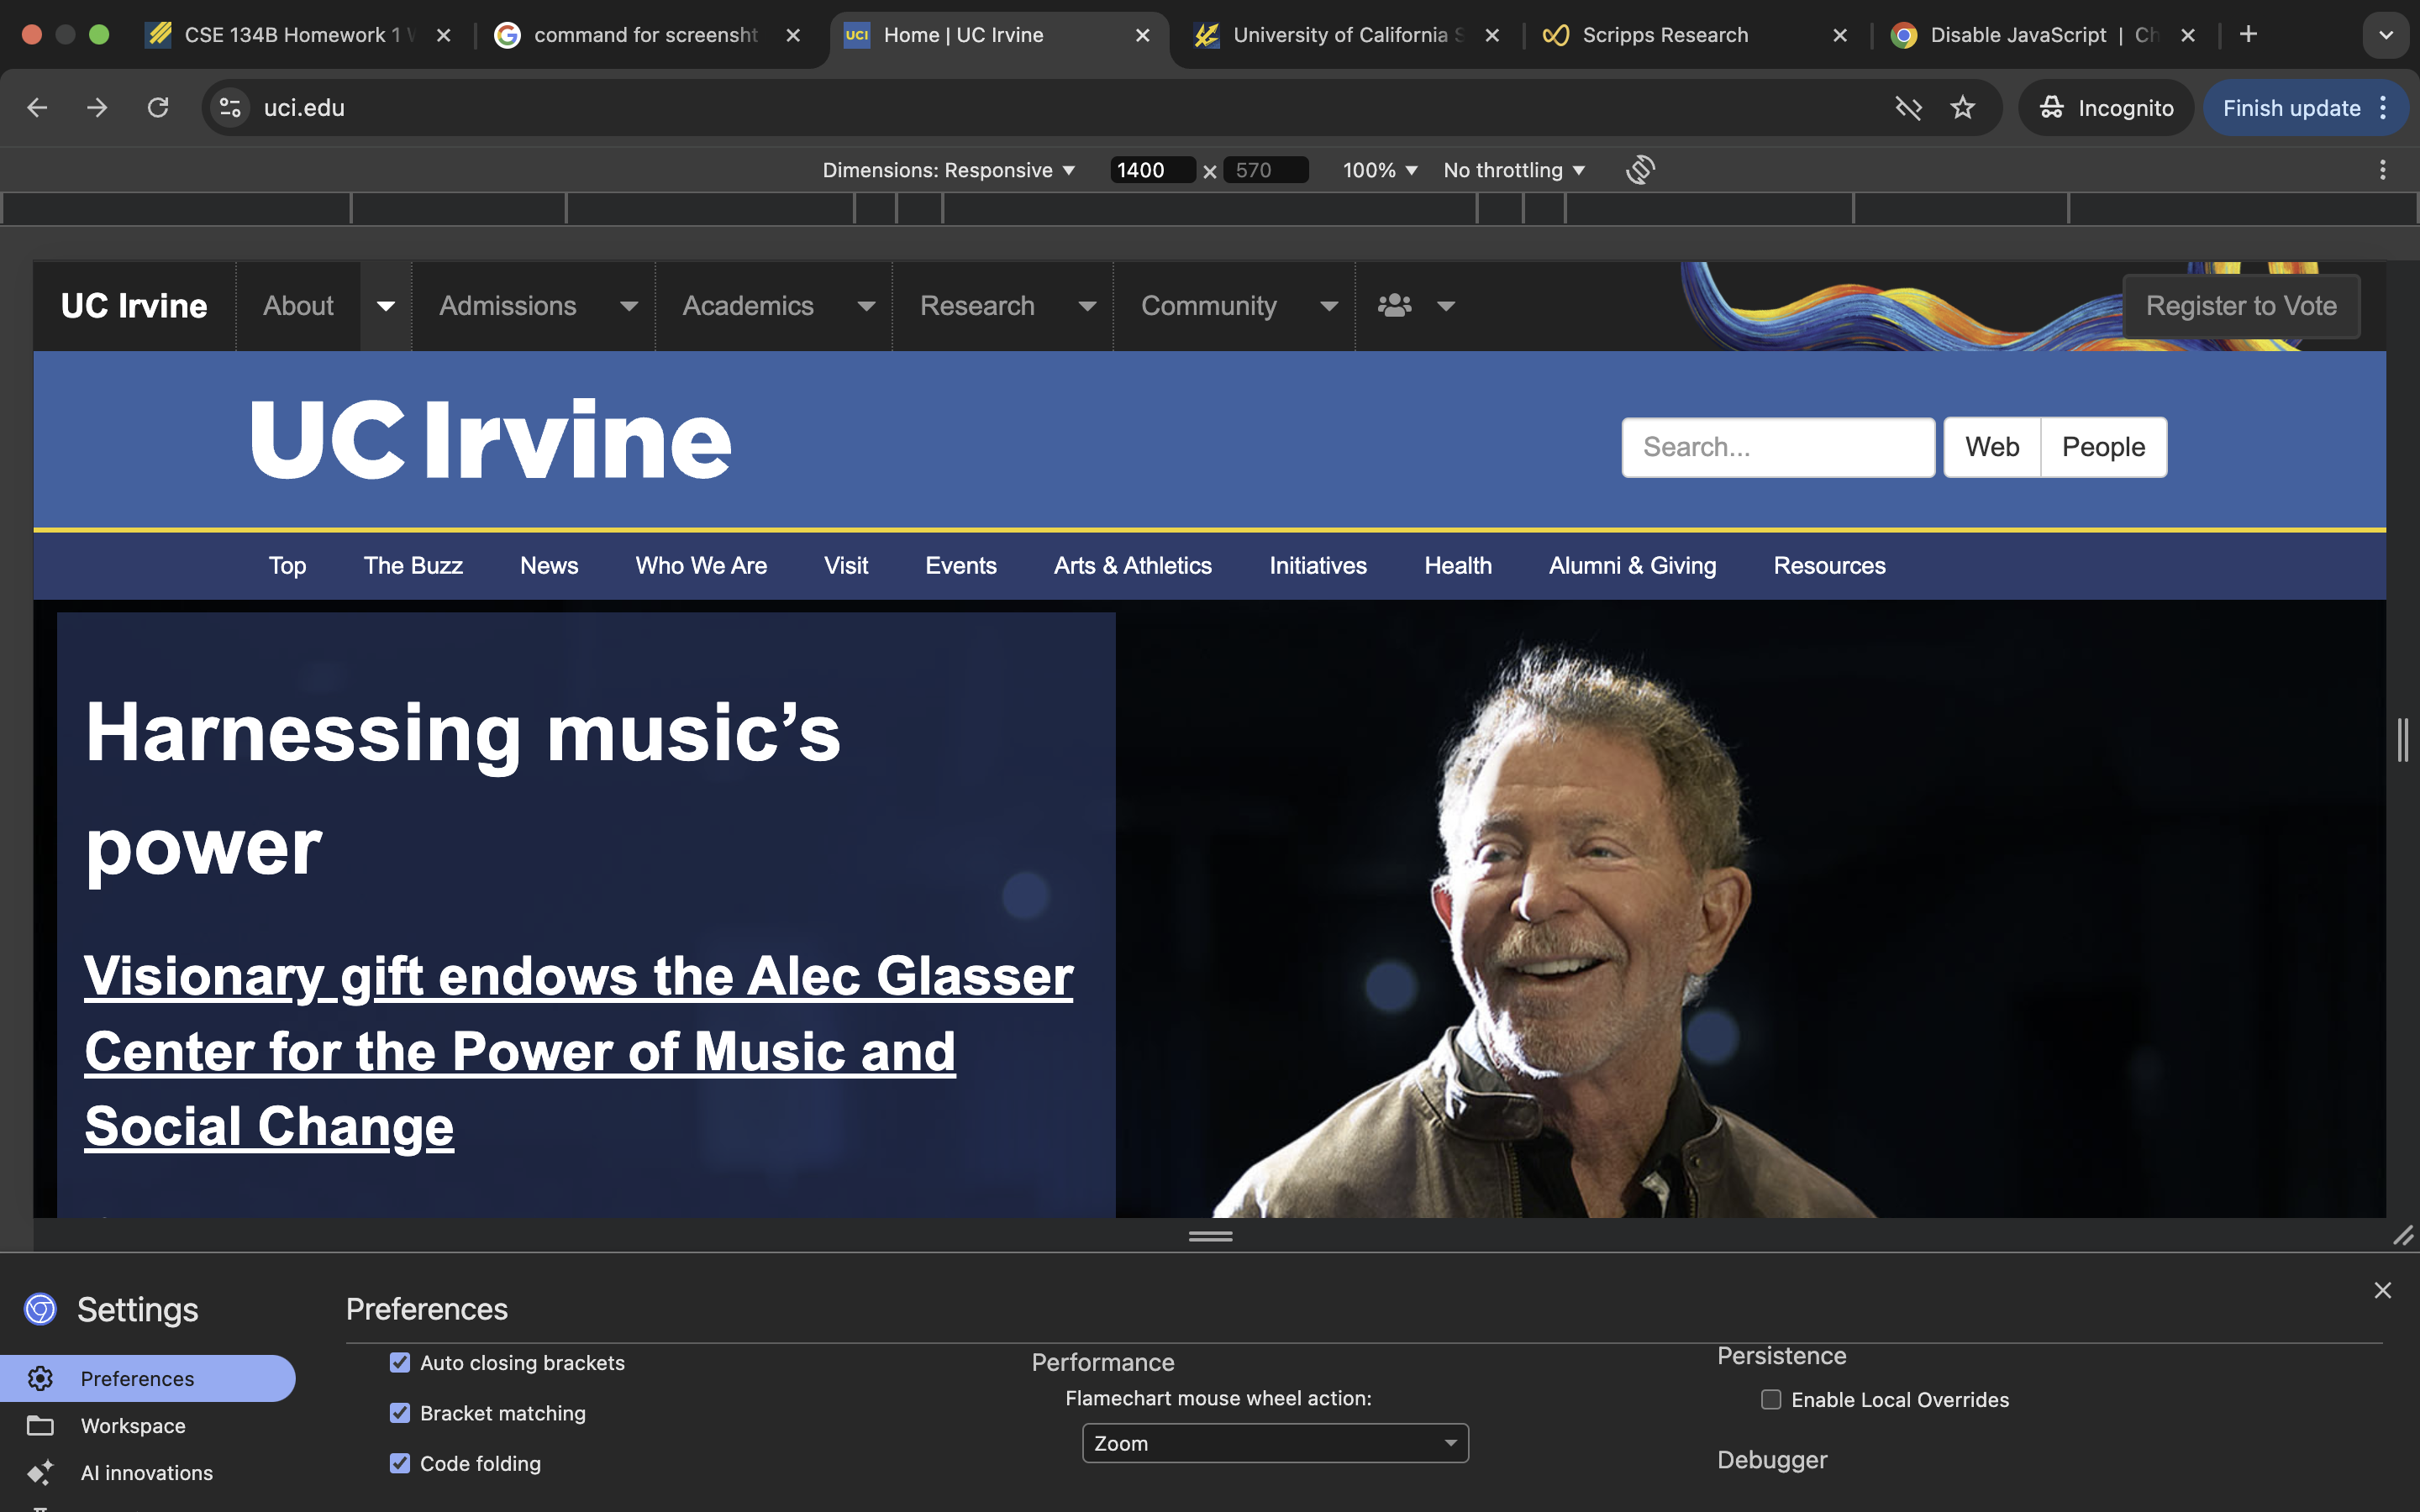 CSE 134B Homework 1
command for screensht
UCI Home | UC Irvine
University of California
Scripps Research
Disable JavaScript | Ch
uci.edu
Incognito
Finish update
Dimensions: Responsive 1400 × 570 100% No throttling
UC Irvine About Admissions Academics Research Community Register to Vote
UC Irvine
Search... Web People
Top The Buzz News Who We Are Visit Events Arts & Athletics Initiatives Health Alumni & Giving Resources
Harnessing music’s
power
Visionary gift endows the Alec Glasser
Center for the Power of Music and
Social Change
Settings
Preferences
Workspace
AI innovations
Preferences
Auto closing brackets
Bracket matching
Code folding
Performance
Flamechart mouse wheel action:
Zoom
Persistence
Enable Local Overrides
Debugger